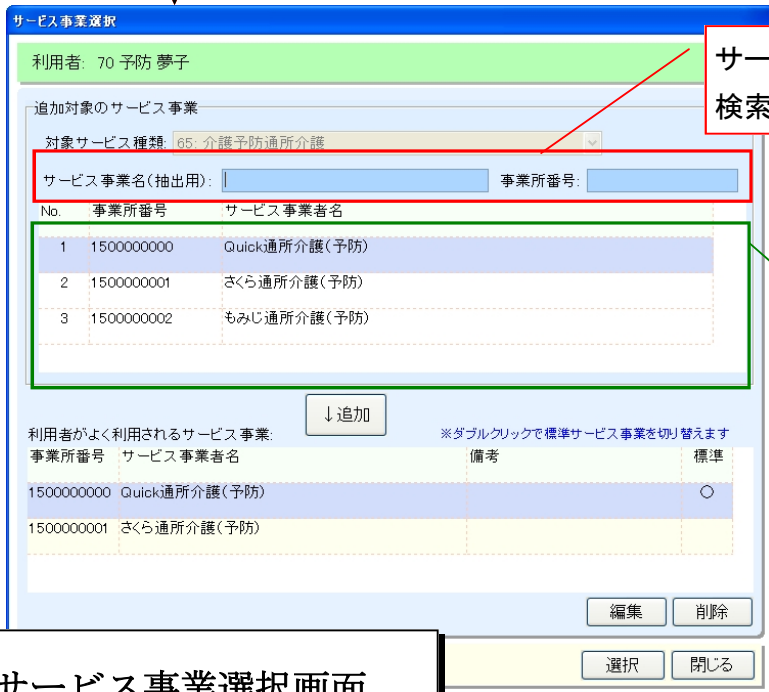 サービス事業選択
利用者: 70 予防 夢子
サー
検索
追加対象のサービス事業
対象サービス種類: 65: 介護予防通所介護
サービス事業名(抽出用): 事業所番号:
No. 事業所番号 サービス事業者名
1 1500000000 Quick通所介護(予防)
2 1500000001 さくら通所介護(予防)
3 1500000002 もみじ通所介護(予防)
↓追加
利用者がよく利用されるサービス事業: ※ダブルクリックで標準サービス事業を切り替えます
事業所番号 サービス事業者名 備考 標準
1500000000 Quick通所介護(予防) ○
1500000001 さくら通所介護(予防)
編集 削除
サービス事業選択画面
選択 閉じる